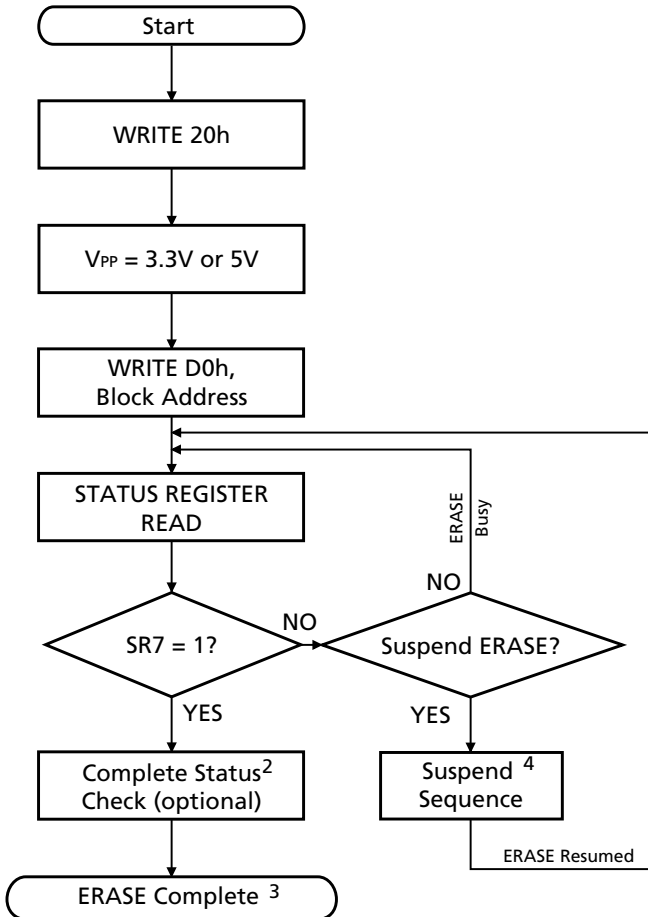 Start
WRITE 20h
VPP = 3.3V or 5V
WRITE D0h,
Block Address
STATUS REGISTER
READ
ERASE
Busy
NO
SR7 = 1?
NO
Suspend ERASE?
YES
YES
Complete Status2
Check (optional)
Suspend 4
Sequence
ERASE Resumed
ERASE Complete 3